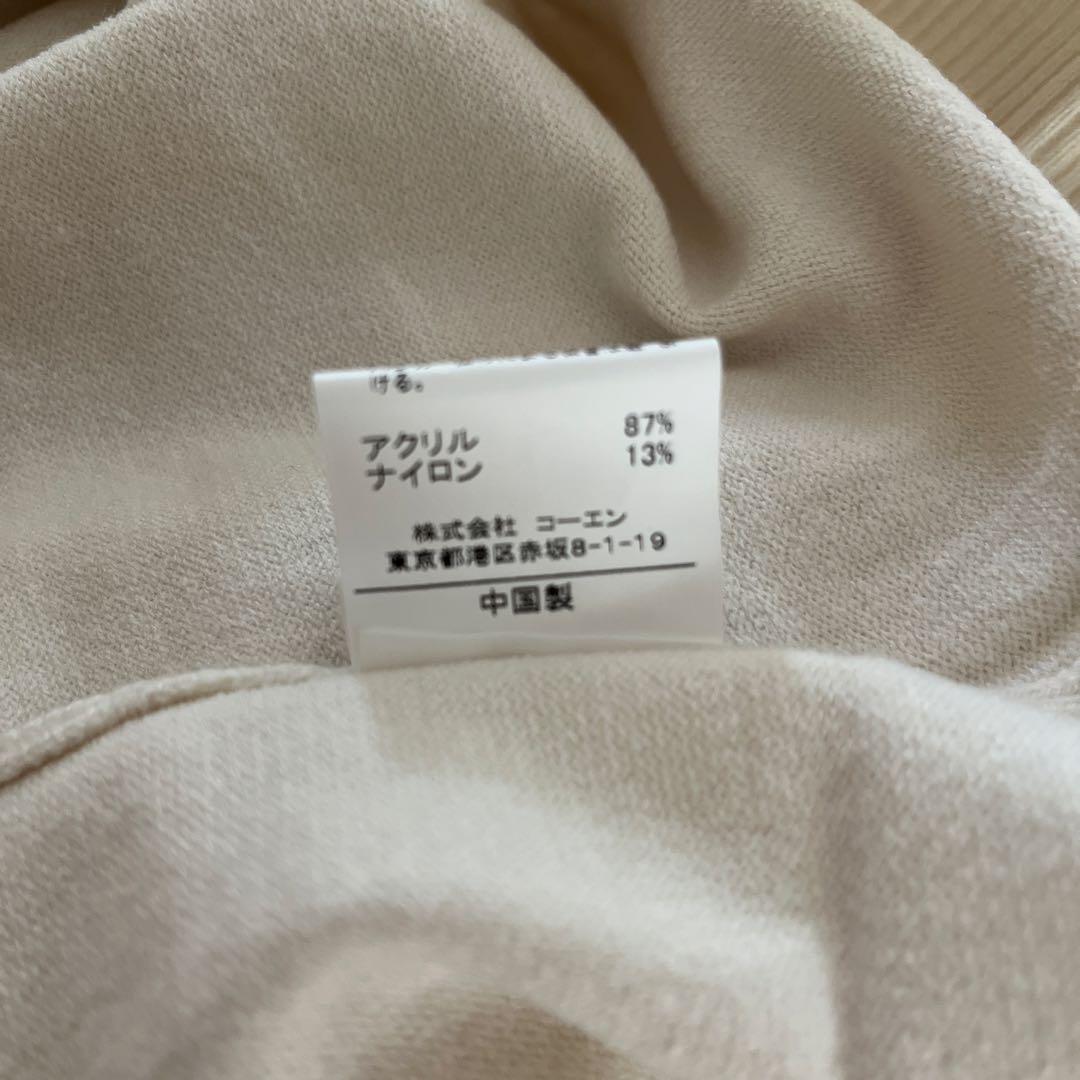 ける。
アクリル 87%
ナイロン 13%
株式会社 コーエン
東京都港区赤坂8-1-19
中国製